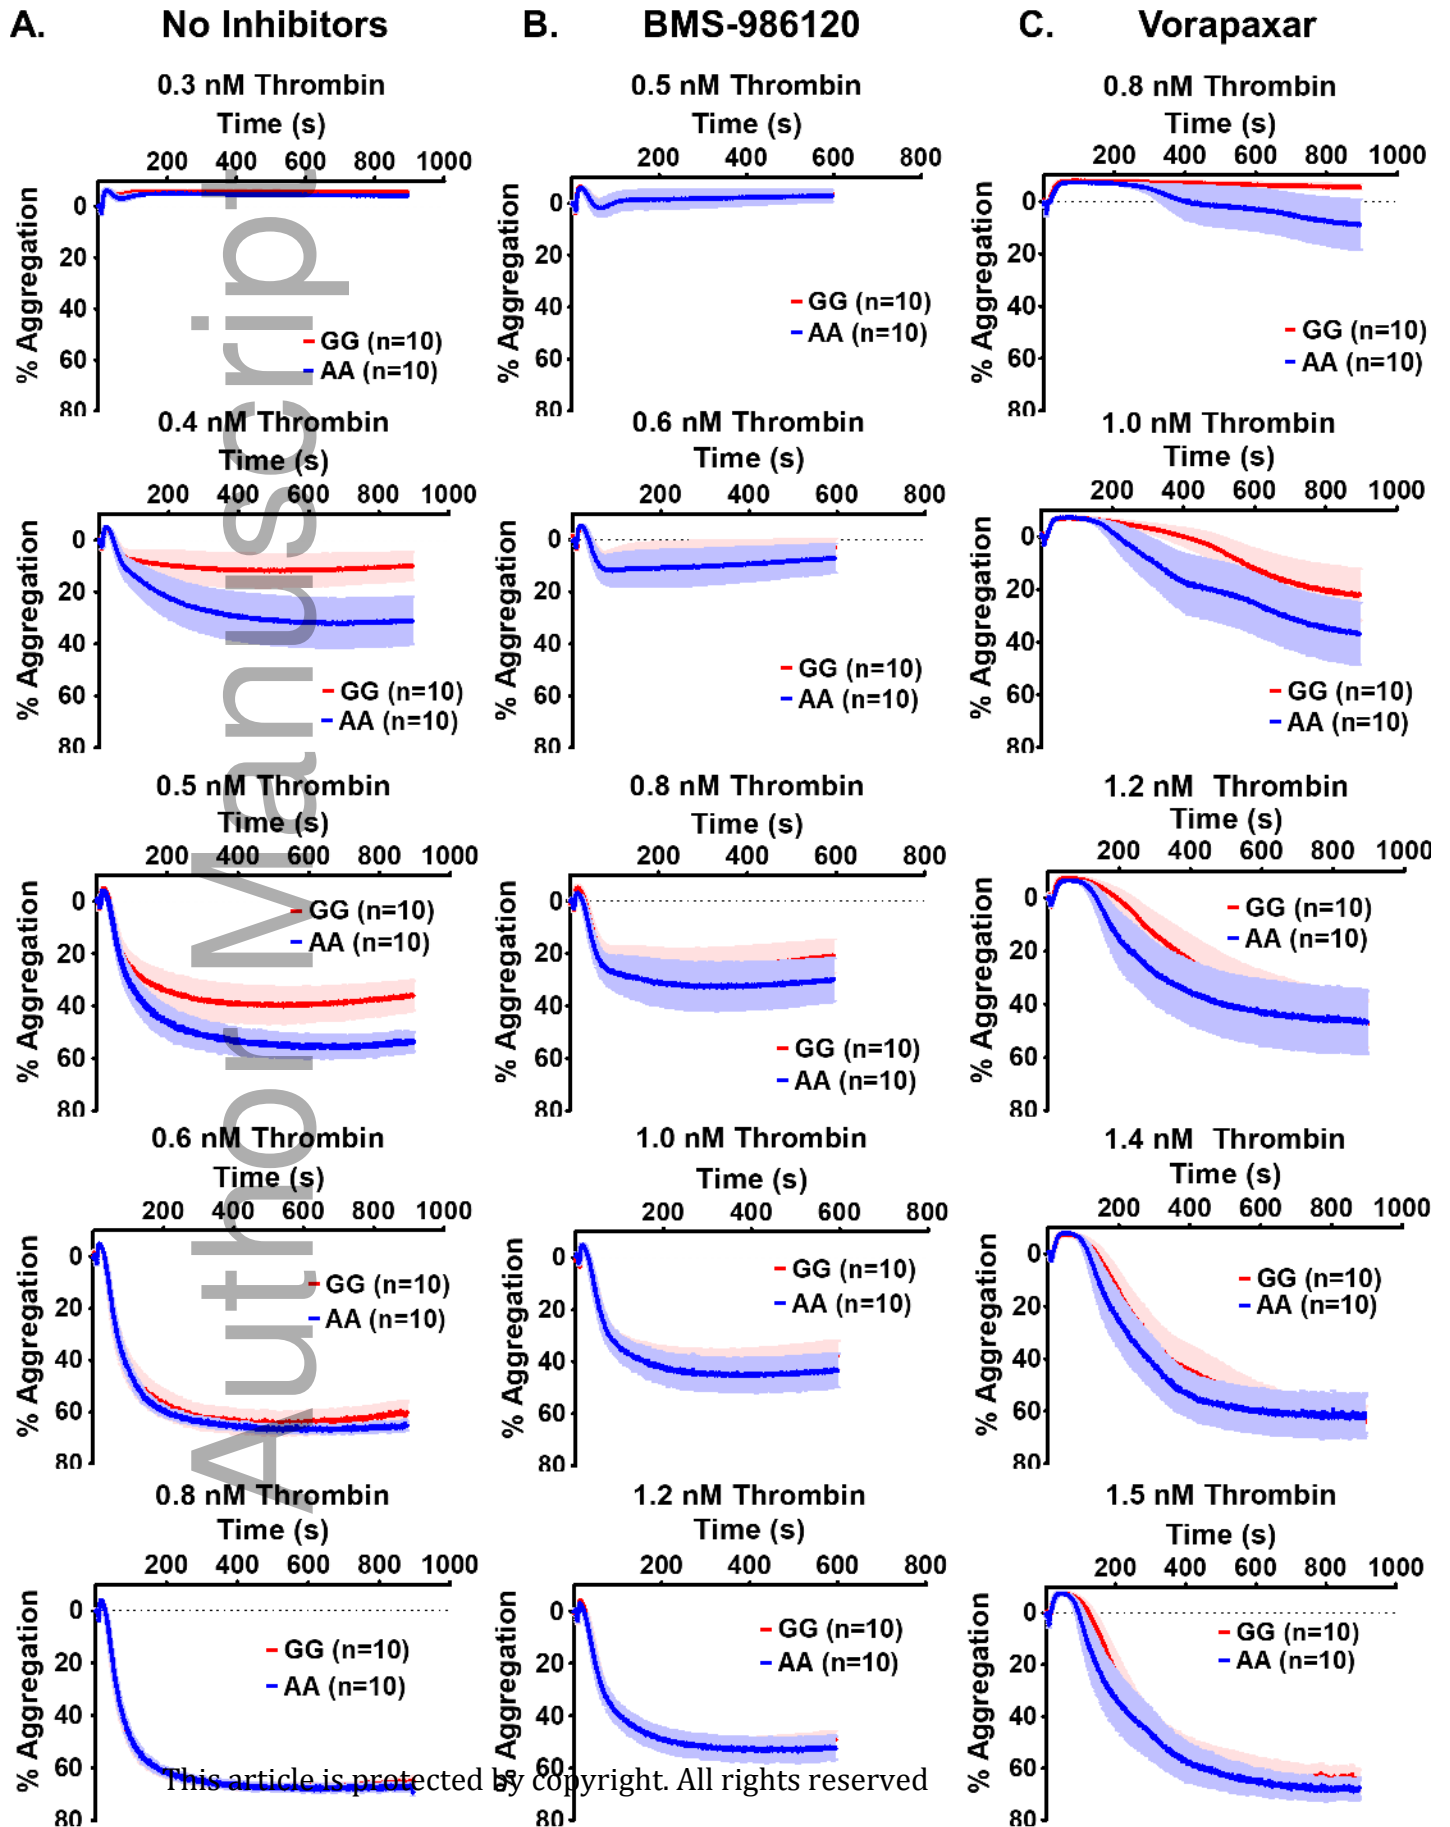 A. No Inhibitors B. BMS-986120 C. Vorapaxar
0.3 nM Thrombin
Time (s)
200 400 600 800 1000
% Aggregation
0
20
40
60
80
GG (n=10)
AA (n=10)
0.5 nM Thrombin
Time (s)
200 400 600 800
% Aggregation
0
20
40
60
80
GG (n=10)
AA (n=10)
0.8 nM Thrombin
Time (s)
200 400 600 800 1000
% Aggregation
0
20
40
60
80
GG (n=10)
AA (n=10)
0.4 nM Thrombin
Time (s)
200 400 600 800 1000
% Aggregation
0
20
40
60
80
GG (n=10)
AA (n=10)
0.6 nM Thrombin
Time (s)
200 400 600 800
% Aggregation
0
20
40
60
80
GG (n=10)
AA (n=10)
1.0 nM Thrombin
Time (s)
200 400 600 800 1000
% Aggregation
0
20
40
60
80
GG (n=10)
AA (n=10)
0.5 nM Thrombin
Time (s)
200 400 600 800 1000
% Aggregation
0
20
40
60
80
GG (n=10)
AA (n=10)
0.8 nM Thrombin
Time (s)
200 400 600 800
% Aggregation
0
20
40
60
80
GG (n=10)
AA (n=10)
1.2 nM Thrombin
Time (s)
200 400 600 800 1000
% Aggregation
0
20
40
60
80
GG (n=10)
AA (n=10)
0.6 nM Thrombin
Time (s)
200 400 600 800 1000
% Aggregation
0
20
40
60
80
GG (n=10)
AA (n=10)
1.0 nM Thrombin
Time (s)
200 400 600 800
% Aggregation
0
20
40
60
80
GG (n=10)
AA (n=10)
1.4 nM Thrombin
Time (s)
200 400 600 800 1000
% Aggregation
0
20
40
60
80
GG (n=10)
AA (n=10)
0.8 nM Thrombin
Time (s)
200 400 600 800 1000
% Aggregation
0
20
40
60
80
GG (n=10)
AA (n=10)
1.2 nM Thrombin
Time (s)
200 400 600 800
% Aggregation
0
20
40
60
80
GG (n=10)
AA (n=10)
1.5 nM Thrombin
Time (s)
200 400 600 800 1000
% Aggregation
0
20
40
60
80
GG (n=10)
AA (n=10)
Author Manuscript
This article is protected by copyright. All rights reserved